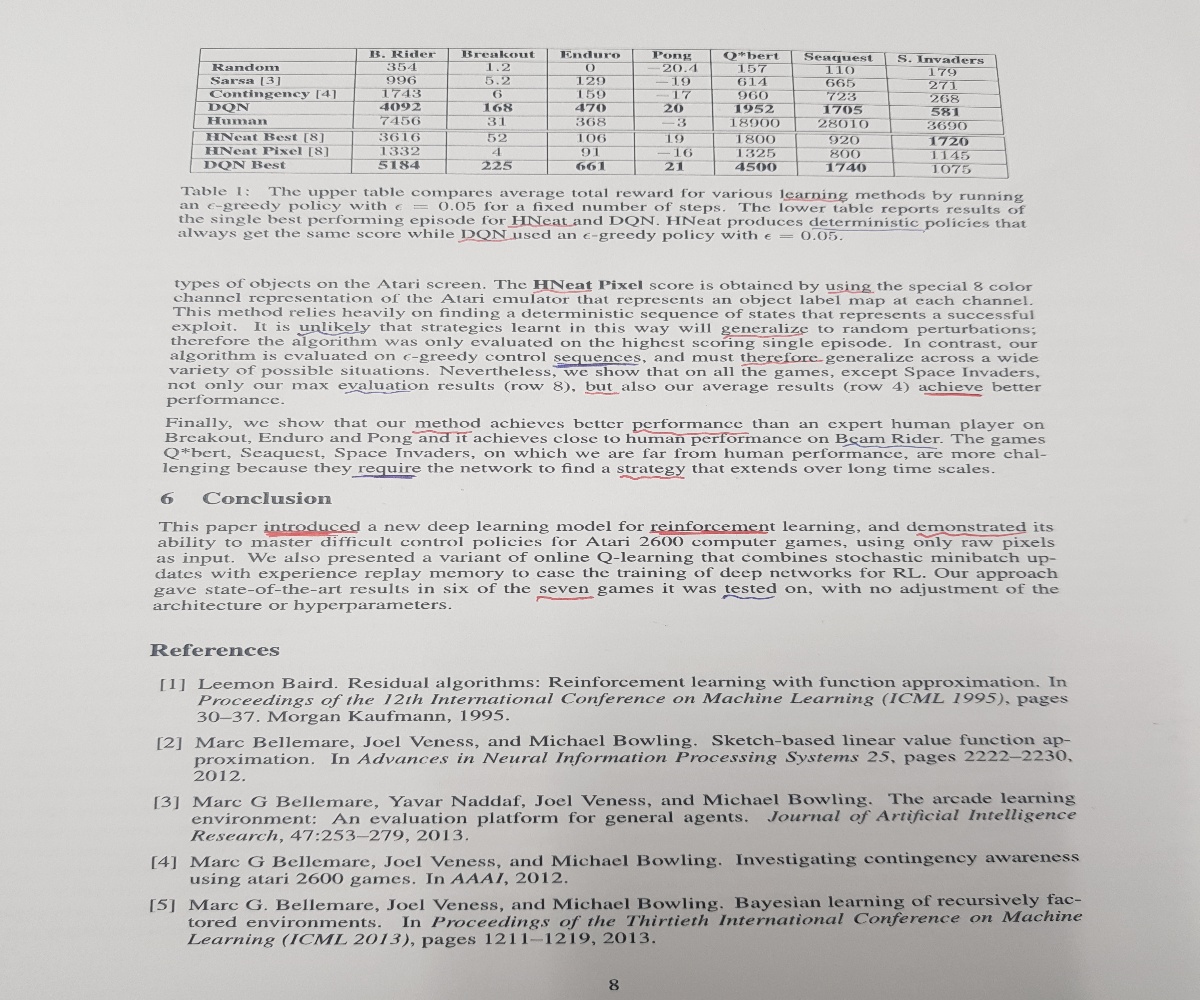 B. Rider Breakout Enduro Pong Q*bert Seaquest S. Invaders
Random 354 1.2 0 −20.4 157 110 179
Sarsa [3] 996 5.2 129 −19 614 665 271
Contingency [4] 1743 6 159 −17 960 723 268
DQN 4092 168 470 20 1952 1705 581
Human 7456 31 368 −3 18900 28010 3690
HNeat Best [8] 3616 52 106 19 1800 920 1720
HNeat Pixel [8] 1332 4 91 −16 1325 800 1145
DQN Best 5184 225 661 21 4500 1740 1075
Table 1: The upper table compares average total reward for various learning methods by running
an ϵ-greedy policy with ϵ = 0.05 for a fixed number of steps. The lower table reports results of
the single best performing episode for HNeat and DQN. HNeat produces deterministic policies that
always get the same score while DQN used an ϵ-greedy policy with ϵ = 0.05.
types of objects on the Atari screen. The HNeat Pixel score is obtained by using the special 8 color
channel representation of the Atari emulator that represents an object label map at each channel.
This method relies heavily on finding a deterministic sequence of states that represents a successful
exploit. It is unlikely that strategies learnt in this way will generalize to random perturbations;
therefore the algorithm was only evaluated on the highest scoring single episode. In contrast, our
algorithm is evaluated on ϵ-greedy control sequences, and must therefore generalize across a wide
variety of possible situations. Nevertheless, we show that on all the games, except Space Invaders,
not only our max evaluation results (row 8), but also our average results (row 4) achieve better
performance.
Finally, we show that our method achieves better performance than an expert human player on
Breakout, Enduro and Pong and it achieves close to human performance on Beam Rider. The games
Q*bert, Seaquest, Space Invaders, on which we are far from human performance, are more chal-
lenging because they require the network to find a strategy that extends over long time scales.
6 Conclusion
This paper introduced a new deep learning model for reinforcement learning, and demonstrated its
ability to master difficult control policies for Atari 2600 computer games, using only raw pixels
as input. We also presented a variant of online Q-learning that combines stochastic minibatch up-
dates with experience replay memory to ease the training of deep networks for RL. Our approach
gave state-of-the-art results in six of the seven games it was tested on, with no adjustment of the
architecture or hyperparameters.
References
[1] Leemon Baird. Residual algorithms: Reinforcement learning with function approximation. In
Proceedings of the 12th International Conference on Machine Learning (ICML 1995), pages
30–37. Morgan Kaufmann, 1995.
[2] Marc Bellemare, Joel Veness, and Michael Bowling. Sketch-based linear value function ap-
proximation. In Advances in Neural Information Processing Systems 25, pages 2222–2230,
2012.
[3] Marc G Bellemare, Yavar Naddaf, Joel Veness, and Michael Bowling. The arcade learning
environment: An evaluation platform for general agents. Journal of Artificial Intelligence
Research, 47:253–279, 2013.
[4] Marc G Bellemare, Joel Veness, and Michael Bowling. Investigating contingency awareness
using atari 2600 games. In AAAI, 2012.
[5] Marc G. Bellemare, Joel Veness, and Michael Bowling. Bayesian learning of recursively fac-
tored environments. In Proceedings of the Thirtieth International Conference on Machine
Learning (ICML 2013), pages 1211–1219, 2013.
8